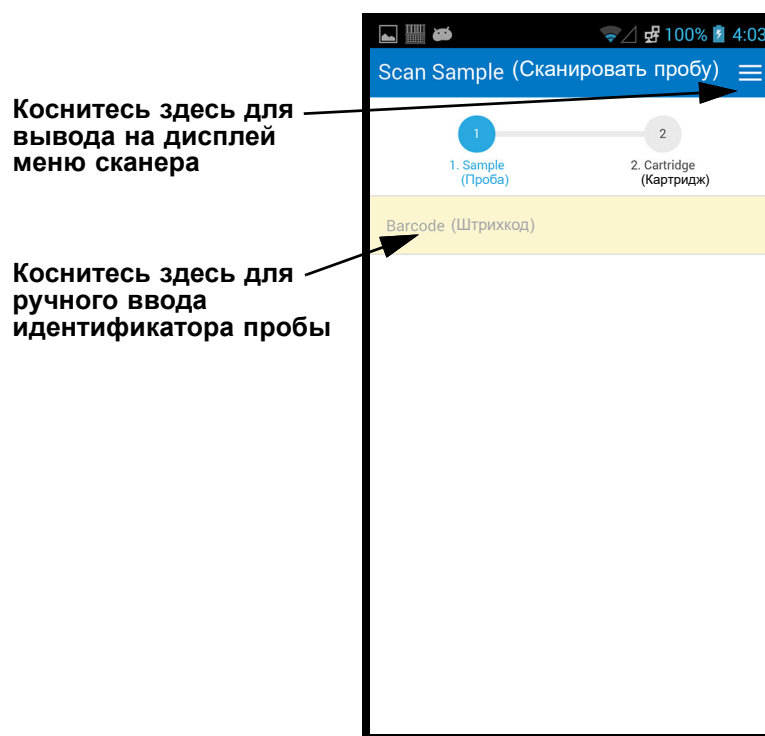 100% 4:03
Scan Sample (Сканировать пробу)
Коснитесь здесь для
вывода на дисплей
меню сканера
1
2
1. Sample
(Проба)
2. Cartridge
(Картридж)
Barcode (Штрихкод)
Коснитесь здесь для
ручного ввода
идентификатора пробы